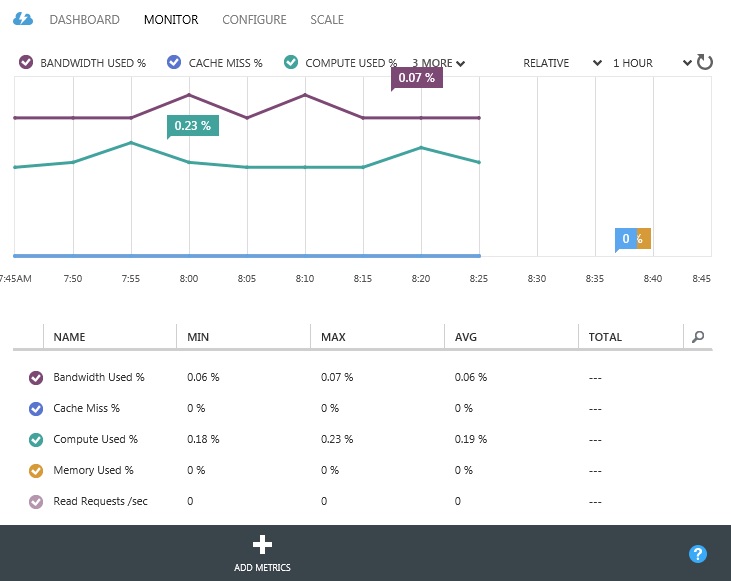 DASHBOARD MONITOR CONFIGURE SCALE
BANDWIDTH USED % CACHE MISS % COMPUTE USED % 3 MORE RELATIVE 1 HOUR
0.07 %
0.23 %
0 %
7:45AM 7:50 7:55 8:00 8:05 8:10 8:15 8:20 8:25 8:30 8:35 8:40 8:45
NAME MIN MAX AVG TOTAL
Bandwidth Used % 0.06 % 0.07 % 0.06 % ---
Cache Miss % 0 % 0 % 0 % ---
Compute Used % 0.18 % 0.23 % 0.19 % ---
Memory Used % 0 % 0 % 0 % ---
Read Requests /sec 0 0 0 ---
ADD METRICS
?